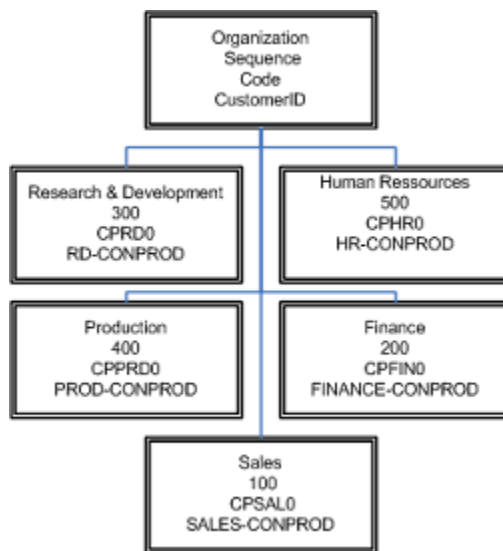 Organization
Sequence
Code
CustomerID
Research & Development
300
CPRD0
RD-CONPROD
Human Ressources
500
CPHR0
HR-CONPROD
Production
400
CPPRD0
PROD-CONPROD
Finance
200
CPFIN0
FINANCE-CONPROD
Sales
100
CPSAL0
SALES-CONPROD